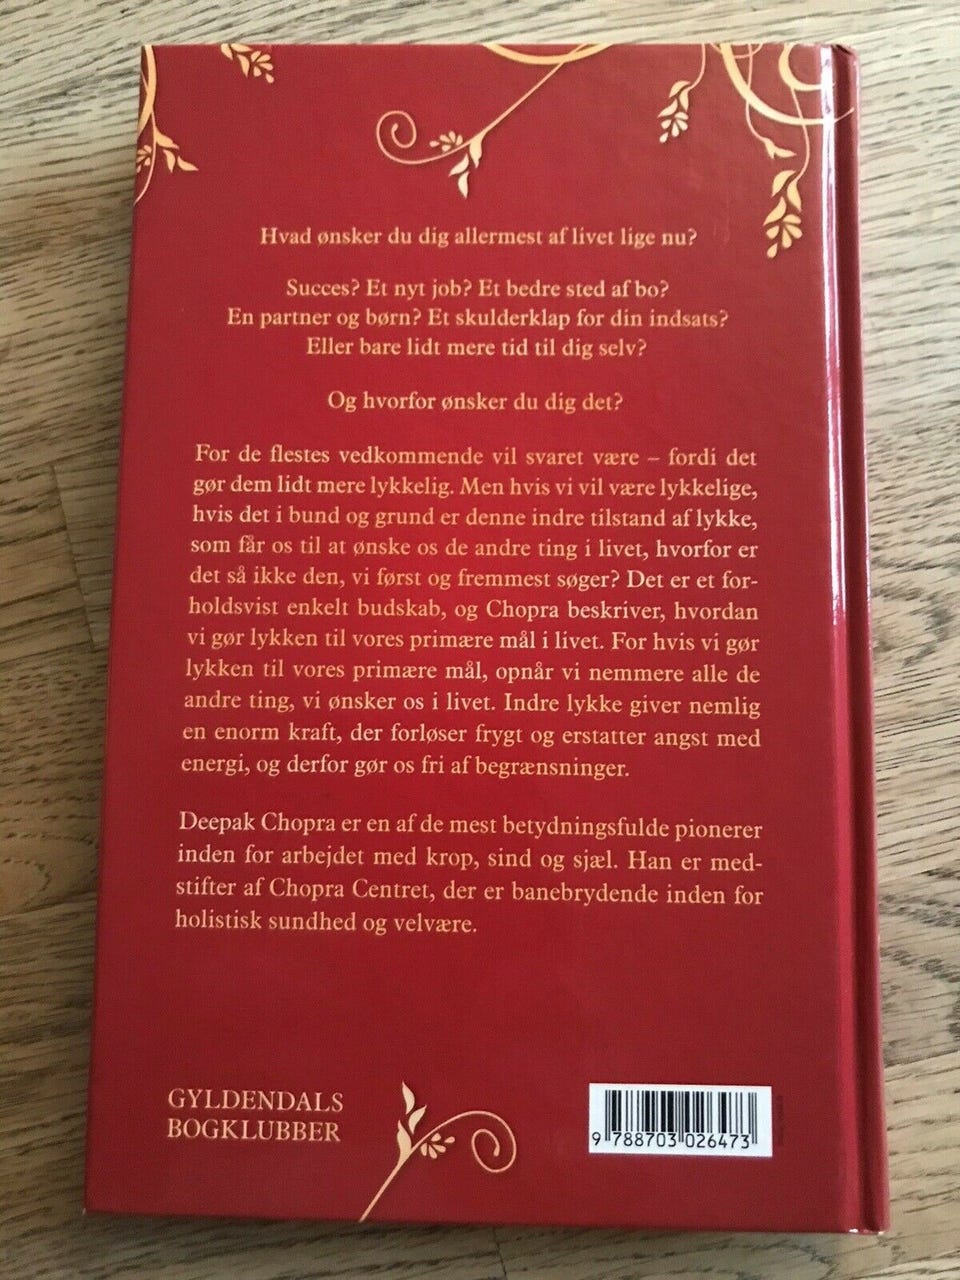 Hvad ønsker du dig allermest af livet lige nu?
Succes? Et nyt job? Et bedre sted af bo?
En partner og børn? Et skulderklap for din indsats?
Eller bare lidt mere tid til dig selv?
Og hvorfor ønsker du dig det?
For de flestes vedkommende vil svaret være – fordi det
gør dem lidt mere lykkelig. Men hvis vi vil være lykkelige,
hvis det i bund og grund er denne indre tilstand af lykke,
som får os til at ønske os de andre ting i livet, hvorfor er
det så ikke den, vi først og fremmest søger? Det er et for-
holdsvist enkelt budskab, og Chopra beskriver, hvordan
vi gør lykken til vores primære mål i livet. For hvis vi gør
lykken til vores primære mål, opnår vi nemmere alle de
andre ting, vi ønsker os i livet. Indre lykke giver nemlig
en enorm kraft, der forløser frygt og erstatter angst med
energi, og derfor gør os fri af begrænsninger.
Deepak Chopra er en af de mest betydningsfulde pionerer
inden for arbejdet med krop, sind og sjæl. Han er med-
stifter af Chopra Centret, der er banebrydende inden for
holistisk sundhed og velvære.
GYLDENDALS
BOGKLUBBER
9 788703 026473